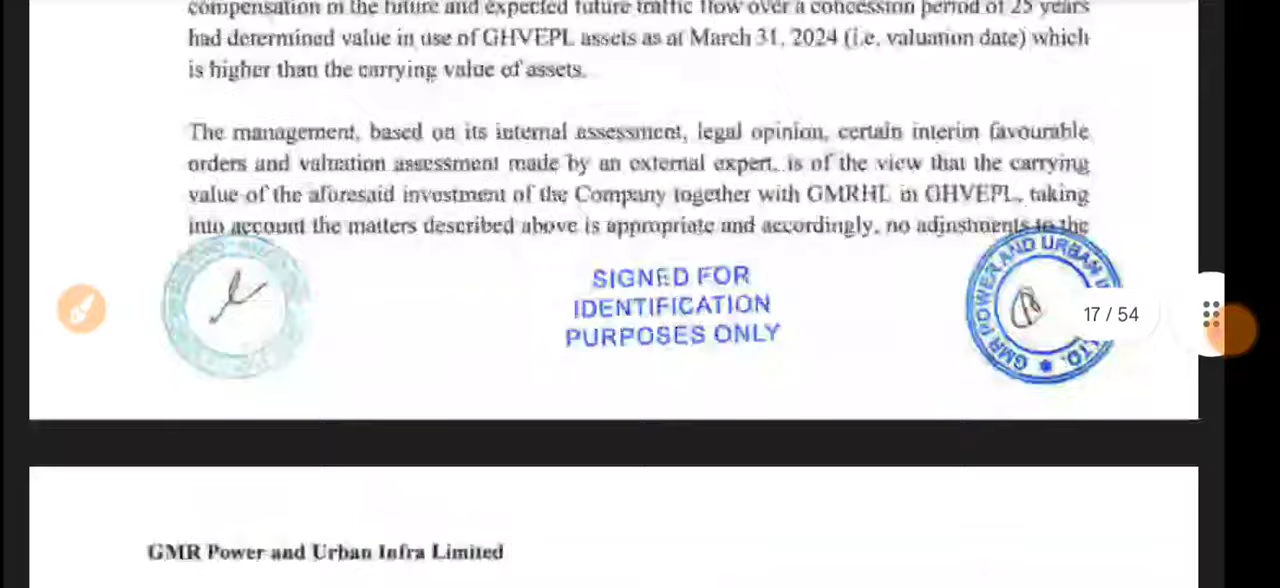 compensation in the future and expected future traffic flow over a concession period of 25 years
had determined value in use of GHVEPL assets as at March 31, 2024 (i.e. valuation date) which
is higher than the carrying value of assets.
The management, based on its internal assessment, legal opinion, certain interim favourable
orders and valuation assessment made by an external expert, is of the view that the carrying
value of the aforesaid investment of the Company together with GMRHL in GHVEPL, taking
into account the matters described above is appropriate and accordingly, no adjustments to the
SIGNED FOR
IDENTIFICATION
PURPOSES ONLY
GMR POWER AND URBAN LTD.
17 / 54
GMR Power and Urban Infra Limited